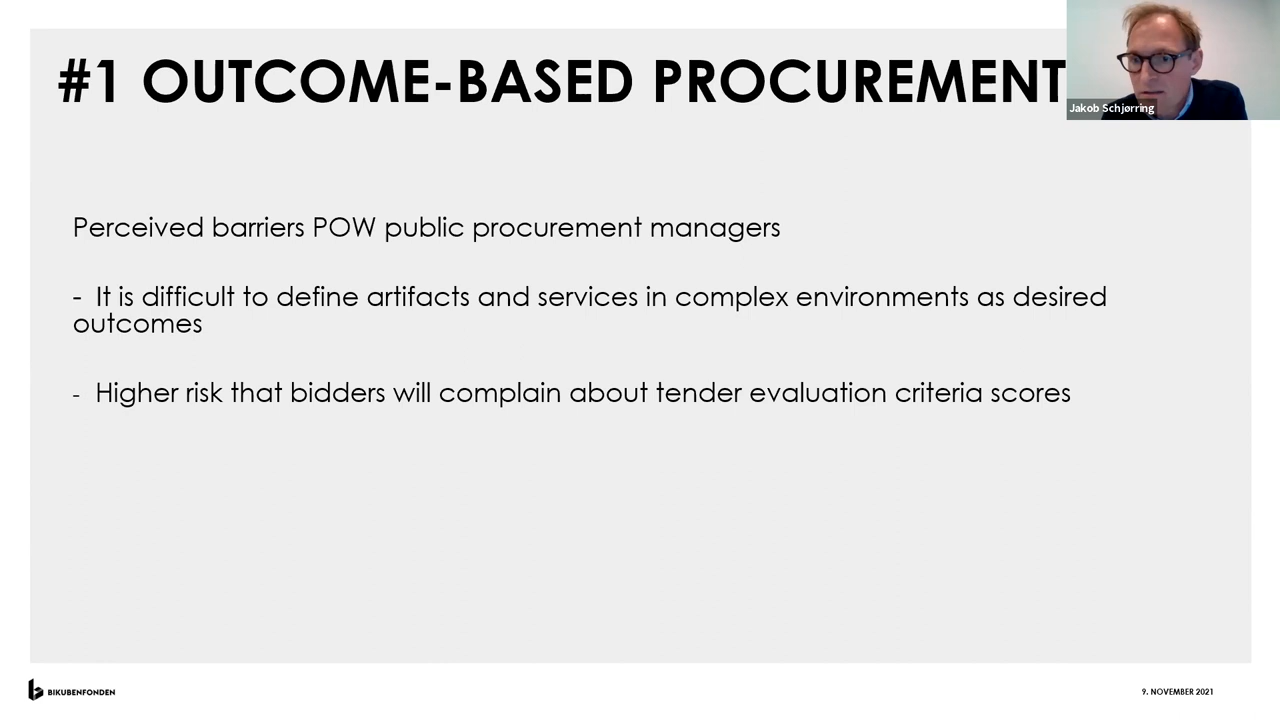 #1 OUTCOME-BASED PROCUREMENT
Jakob Schjørring
Perceived barriers POW public procurement managers
- It is difficult to define artifacts and services in complex environments as desired
outcomes
- Higher risk that bidders will complain about tender evaluation criteria scores
BIKUBENFONDEN
9. NOVEMBER 2021